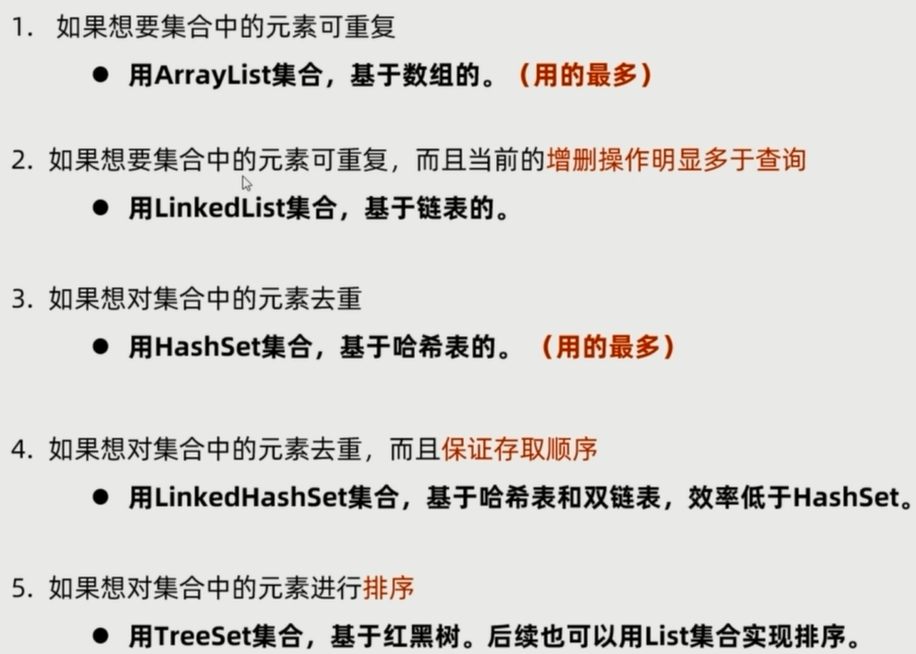 1. 如果想要集合中的元素可重复
● 用ArrayList集合，基于数组的。（用的最多）
2. 如果想要集合中的元素可重复，而且当前的增删操作明显多于查询
● 用LinkedList集合，基于链表的。
3. 如果想对集合中的元素去重
● 用HashSet集合，基于哈希表的。（用的最多）
4. 如果想对集合中的元素去重，而且保证存取顺序
● 用LinkedHashSet集合，基于哈希表和双链表，效率低于HashSet。
5. 如果想对集合中的元素进行排序
● 用TreeSet集合，基于红黑树。后续也可以用List集合实现排序。